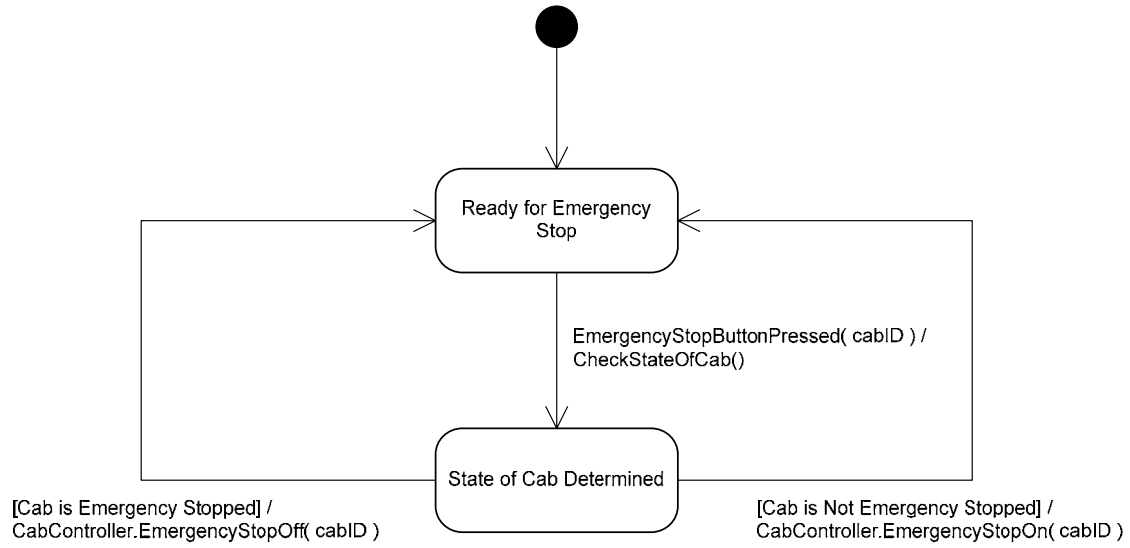 Ready for Emergency
Stop
EmergencyStopButtonPressed( cabID ) /
CheckStateOfCab()
State of Cab Determined
[Cab is Emergency Stopped] /
CabController.EmergencyStopOff( cabID )
[Cab is Not Emergency Stopped] /
CabController.EmergencyStopOn( cabID )